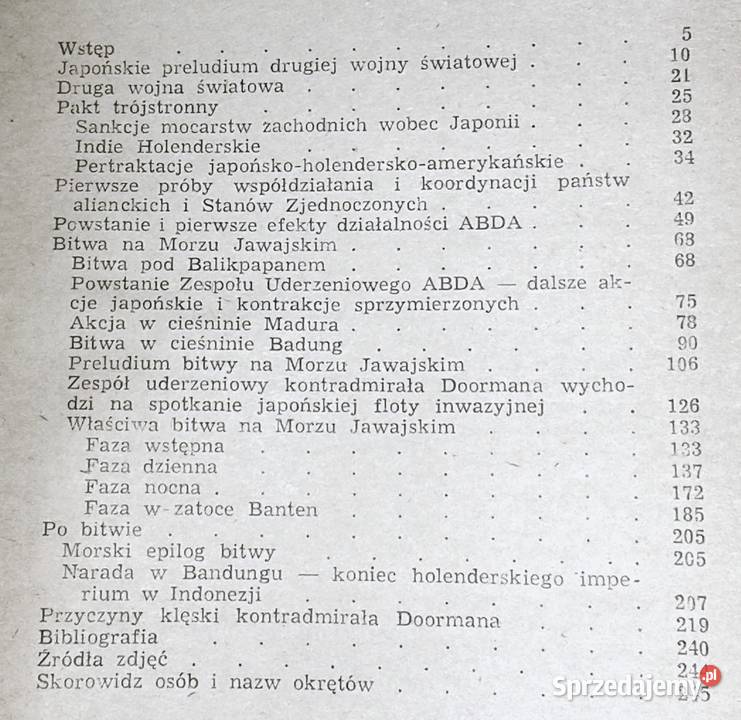 Wstęp . . . . . . . . . . . 5
Japońskie preludium drugiej wojny światowej . . . 10
Druga wojna światowa . . . . . . . . 21
Pakt trójstronny . . . . . . . . . 25
Sankcje mocarstw zachodnich wobec Japonii . . . 28
Indie Holenderskie . . . . . . . . 32
Pertraktacje japońsko-holendersko-amerykańskie . . 34
Pierwsze próby współdziałania i koordynacji państw
alianckich i Stanów Zjednoczonych . . . . . 42
Powstanie i pierwsze efekty działalności ABDA . . . 49
Bitwa na Morzu Jawajskim . . . . . . . 68
Bitwa pod Balikpapanem . . . . . . . 68
Powstanie Zespołu Uderzeniowego ABDA — dalsze ak-
cje japońskie i kontrakcje sprzymierzonych . . . 75
Akcja w cieśninie Madura . . . . . . . 78
Bitwa w cieśninie Badung . . . . . . 90
Preludium bitwy na Morzu Jawajskim . . . . 106
Zespół uderzeniowy kontradmirała Doormana wycho-
dzi na spotkanie japońskiej floty inwazyjnej . . 126
Właściwa bitwa na Morzu Jawajskim . . . . 133
Faza wstępna . . . . . . . . . 133
Faza dzienna . . . . . . . . . 137
Faza nocna . . . . . . . . . . 172
Faza w zatoce Banten . . . . . . . 185
Po bitwie . . . . . . . . . . . 205
Morski epilog bitwy . . . . . . . . 205
Narada w Bandungu — koniec holenderskiego impe-
rium w Indonezji . . . . . . . . 207
Przyczyny klęski kontradmirała Doormana . . . . 219
Bibliografia . . . . . . . . . . 240
Źródła zdjęć . . . . . . . . . . 24
Skorowidz osób i nazw okrętów . . . . .
Sprzedajemy.pl